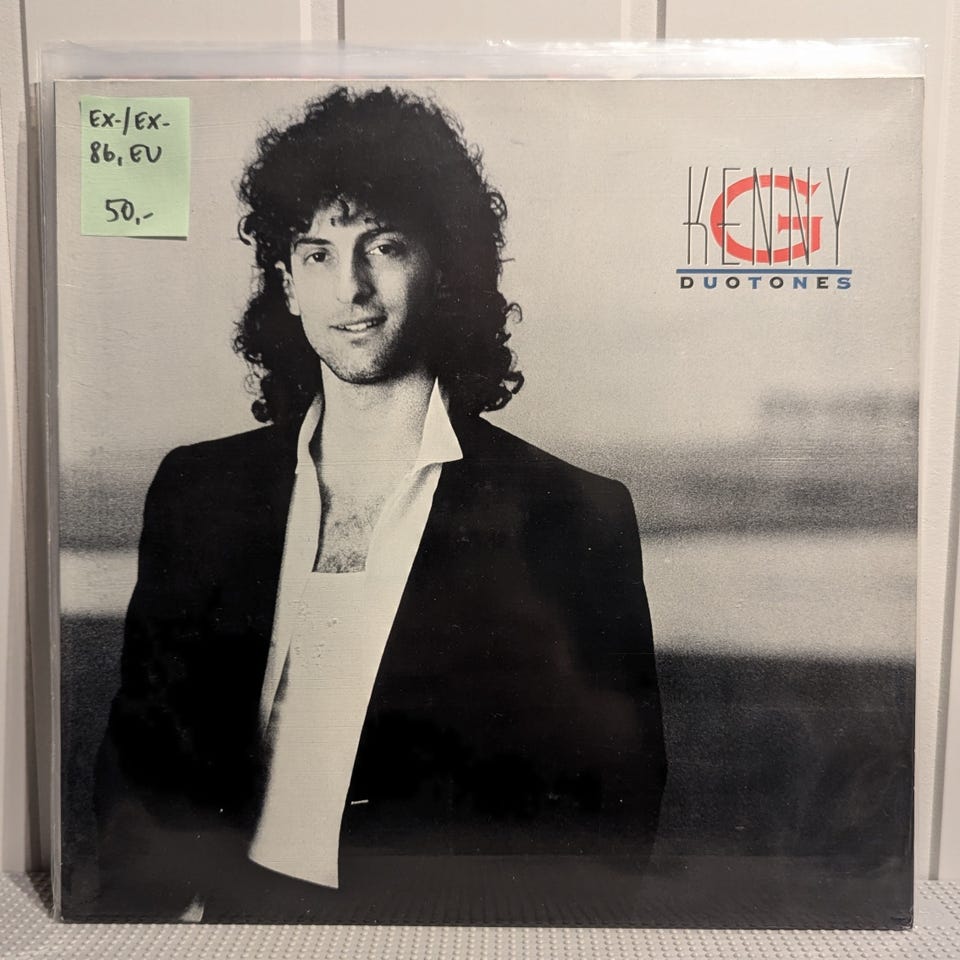 EX-/EX-
86, EU
50,-
KENNY G
DUOTONES